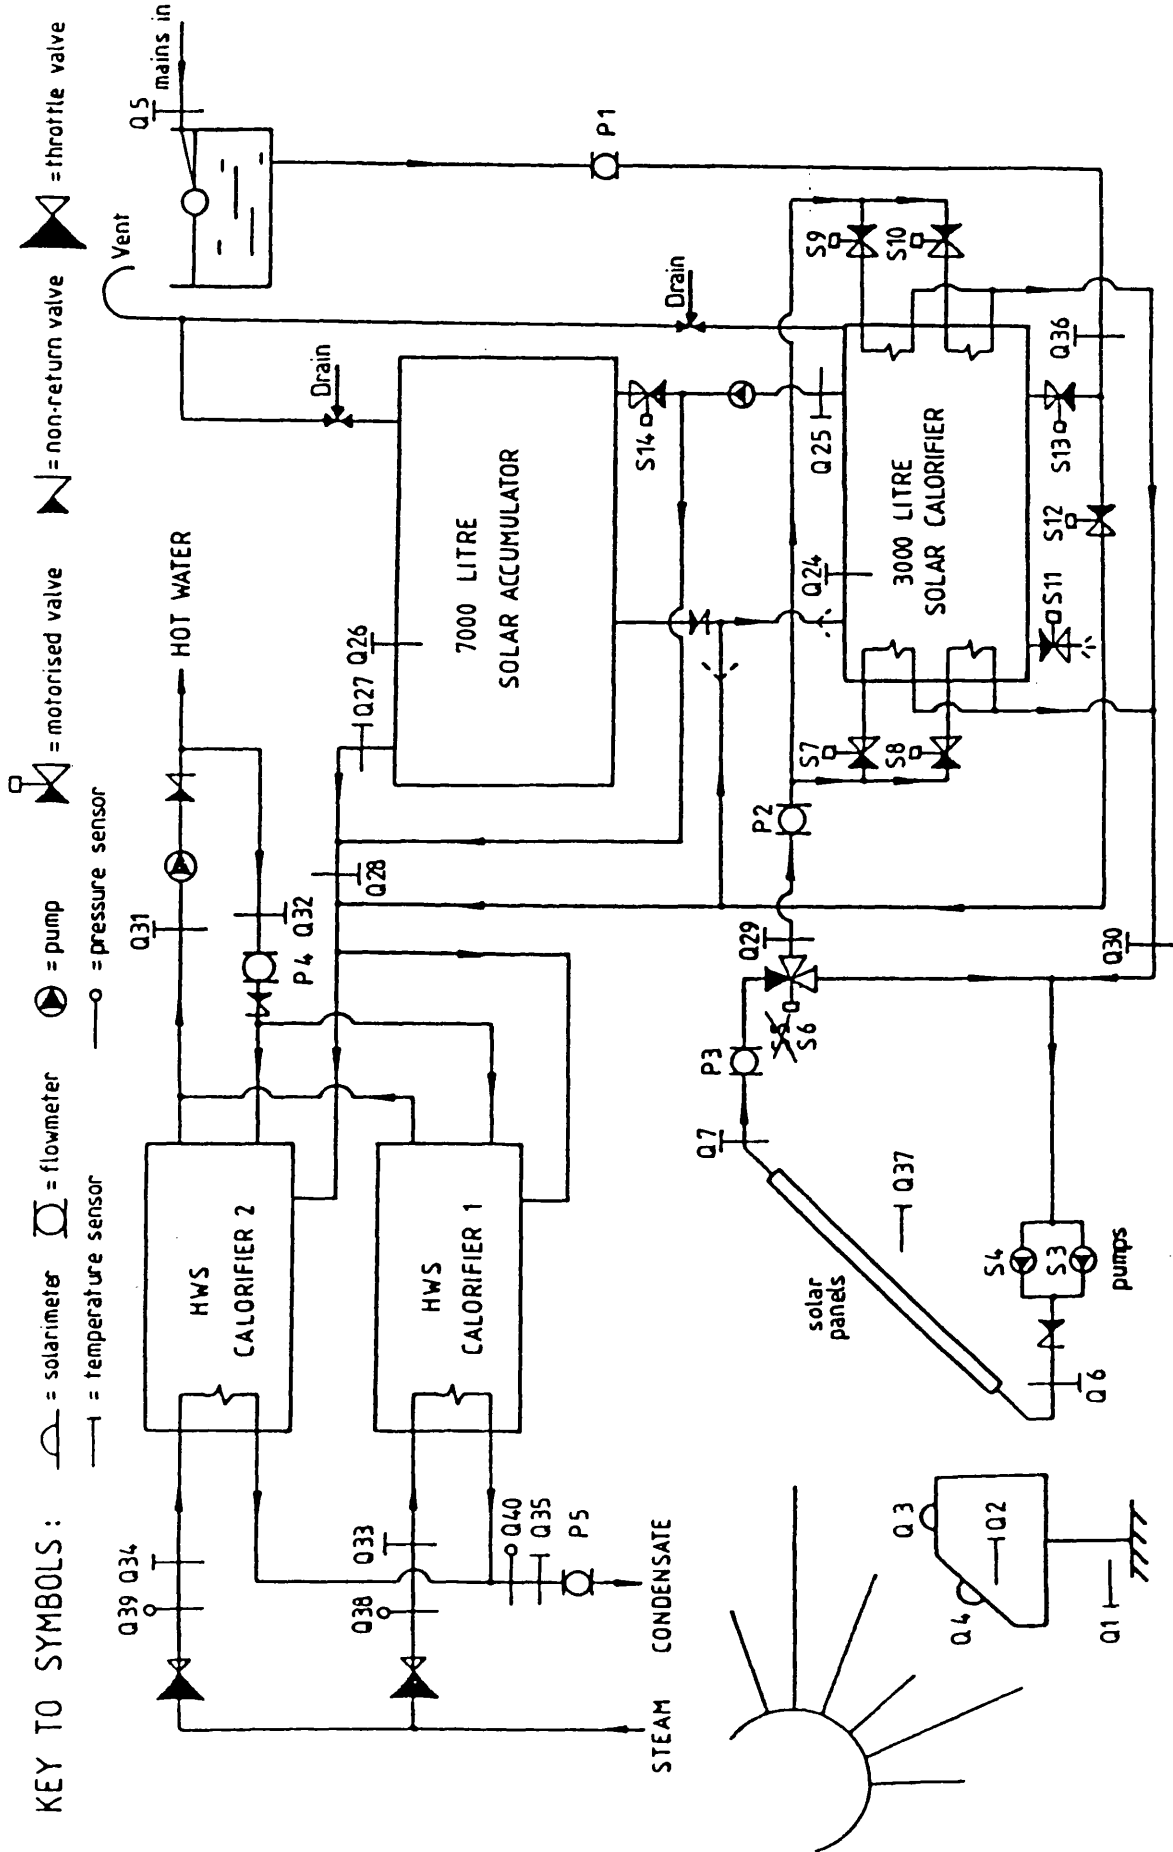 KEY TO SYMBOLS :
= solarimeter
= flowmeter
= pump
= motorised valve
= non-return valve
= throttle valve
= temperature sensor
= pressure sensor
Vent
Q5
mains in
HOT WATER
Q39
Q34
Q31
HWS
CALORIFIER 2
P4
Q32
Q28
Q27
Q26
Drain
7000 LITRE
SOLAR ACCUMULATOR
Q38
Q33
HWS
CALORIFIER 1
Q40
Q35
P5
STEAM
CONDENSATE
S14
Drain
P1
Q7
P3
S5
S6
Q29
P2
S7
S8
Q24
Q25
S9
S10
3000 LITRE
SOLAR CALORIFIER
S11
S12
S13
Q36
Q30
solar
panels
Q37
S4
S3
pumps
Q6
Q3
Q4
Q2
Q1